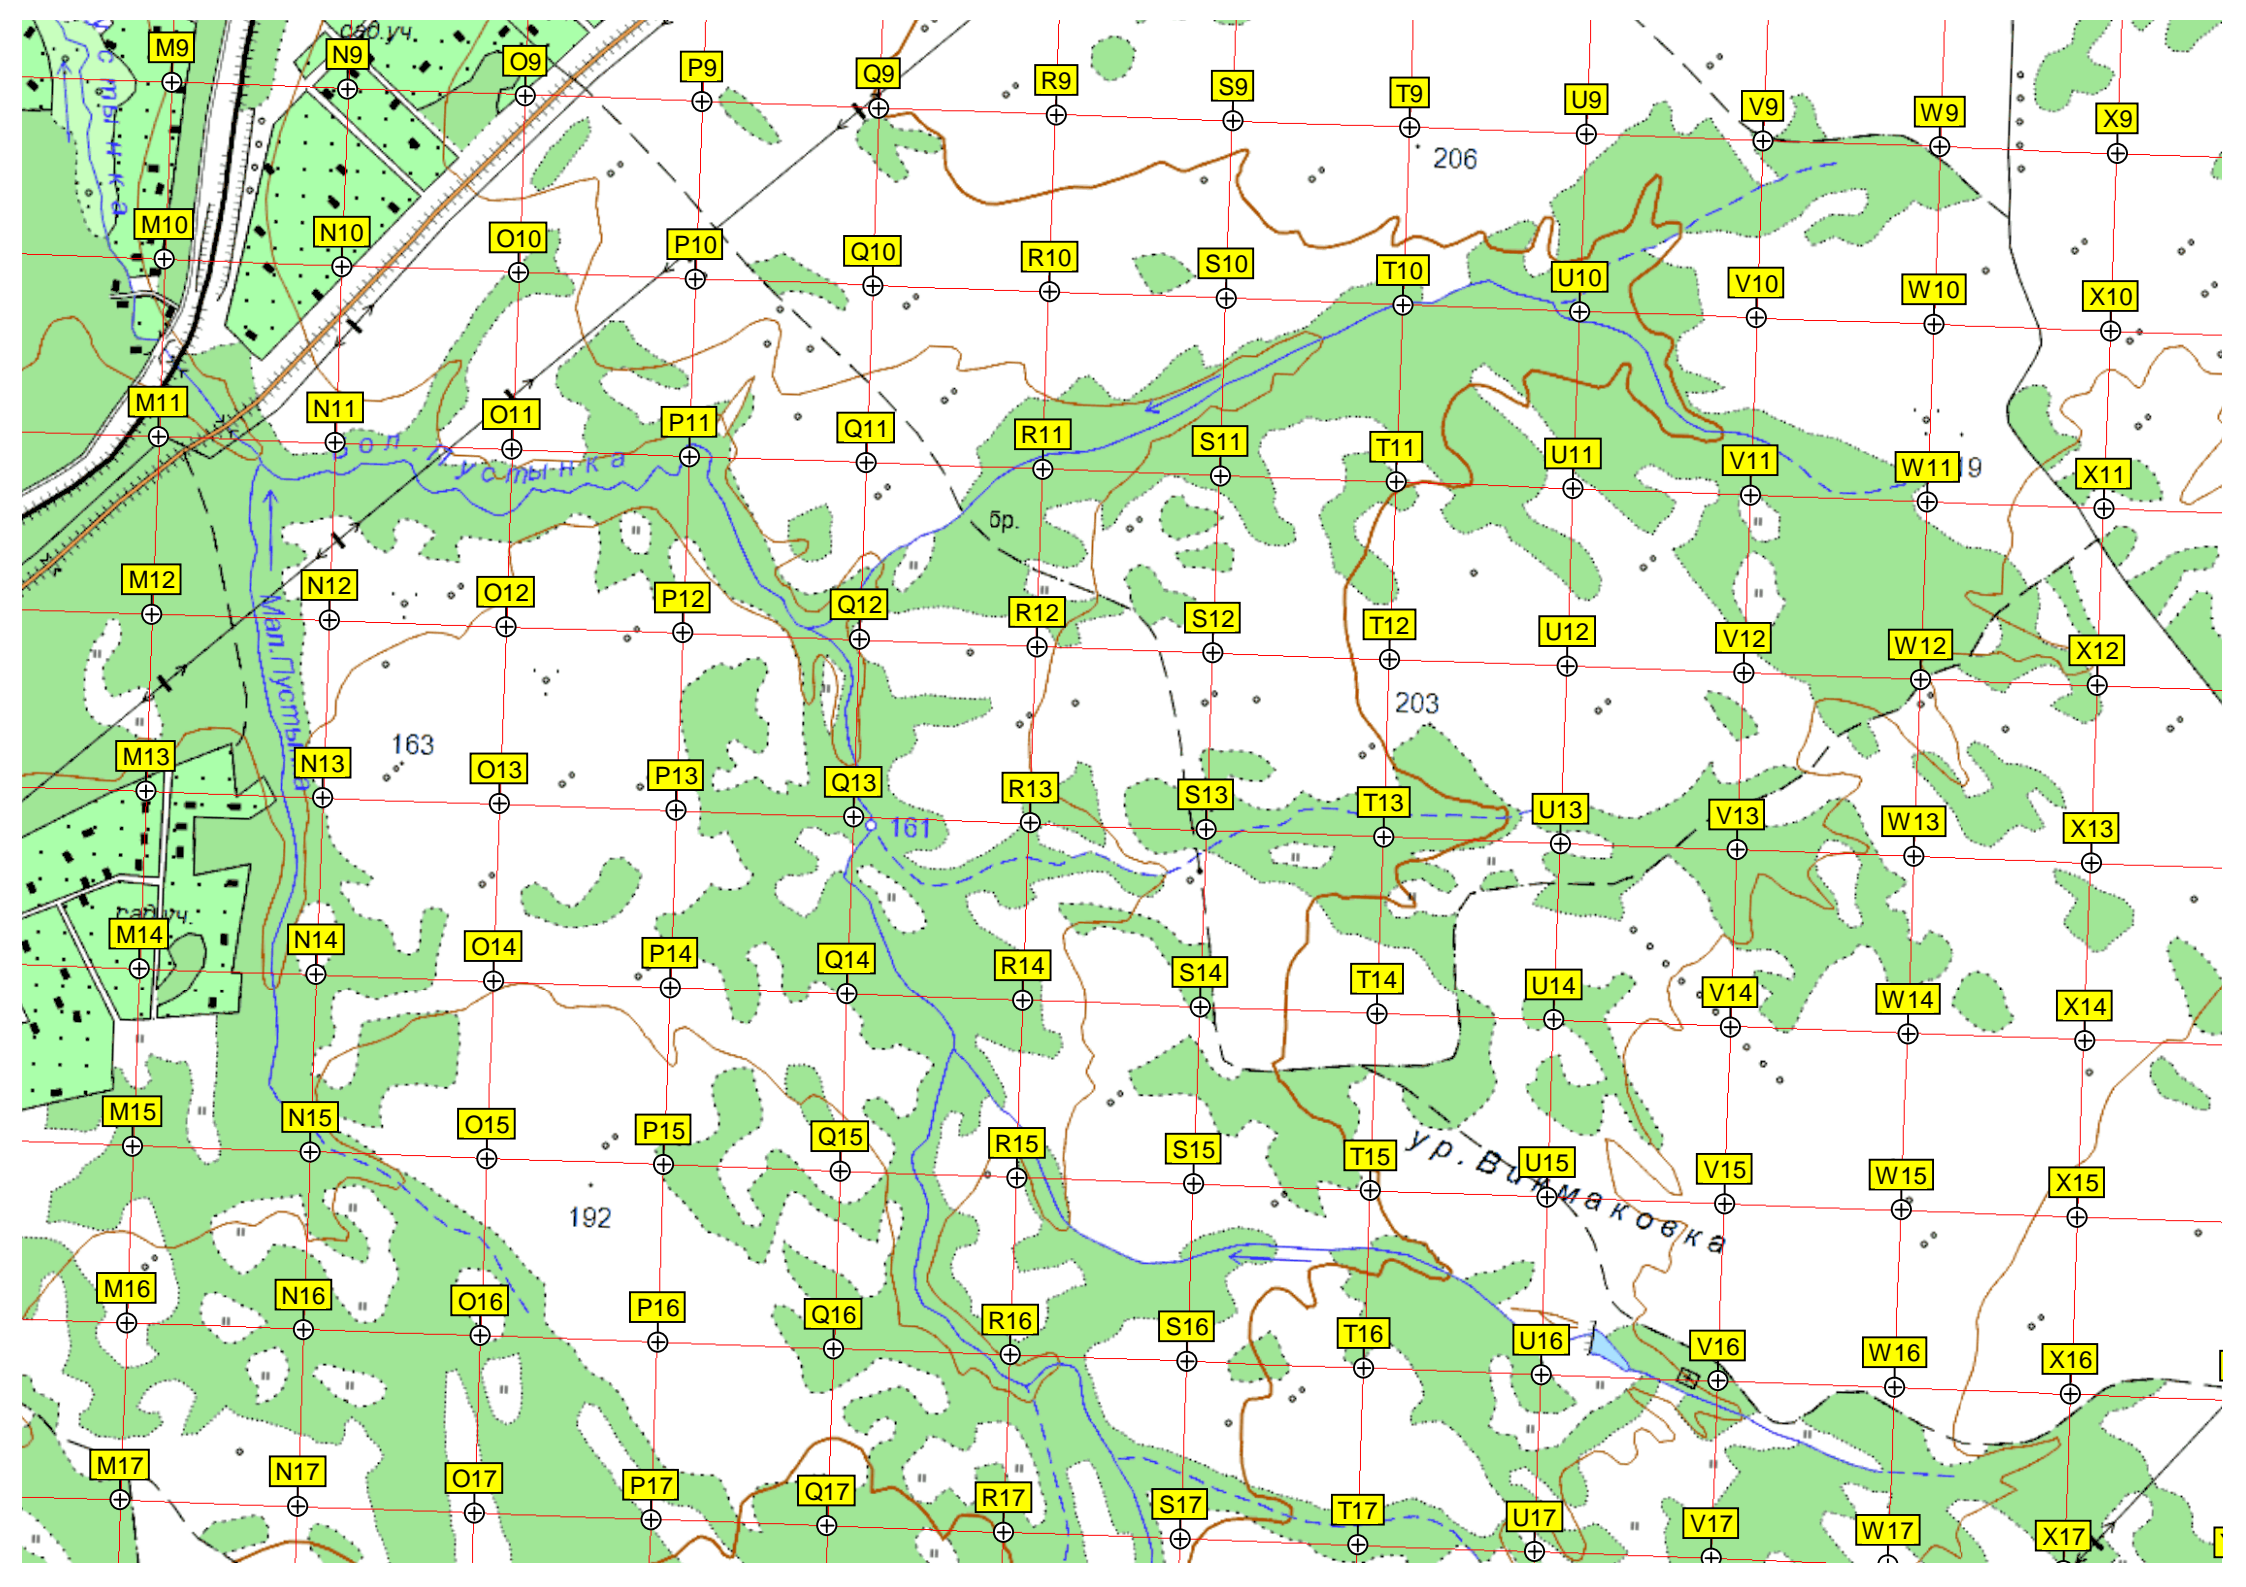 сад.уч.
M9 N9 O9 P9 Q9 R9 S9 T9 U9 V9 W9 X9
206
M10 N10 O10 P10 Q10 R10 S10 T10 U10 V10 W10 X10
M11 N11 O11 P11 Q11 R11 S11 T11 U11 V11 W11 X11
Пустынка
19
бр.
M12 N12 O12 P12 Q12 R12 S12 T12 U12 V12 W12 X12
Мал.Пустынка
203
163
M13 N13 O13 P13 Q13 R13 S13 T13 U13 V13 W13 X13
161
сад.уч.
M14 N14 O14 P14 Q14 R14 S14 T14 U14 V14 W14 X14
M15 N15 O15 P15 Q15 R15 S15 T15 U15 V15 W15 X15
ур.Викмаковка
192
M16 N16 O16 P16 Q16 R16 S16 T16 U16 V16 W16 X16
M17 N17 O17 P17 Q17 R17 S17 T17 U17 V17 W17 X17